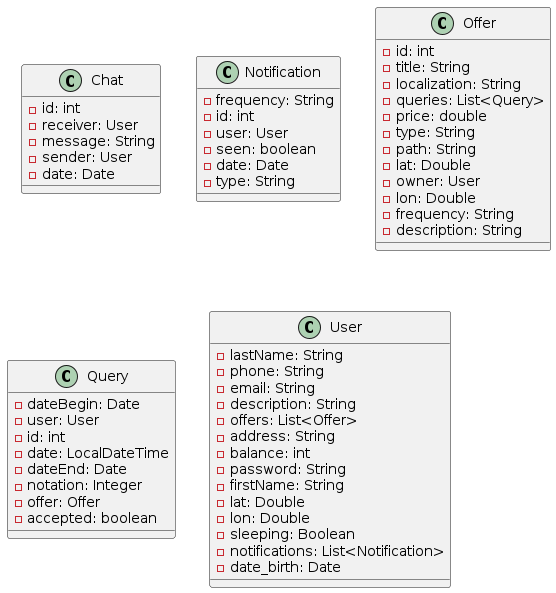 C Chat
id: int
receiver: User
message: String
sender: User
date: Date
C Notification
frequency: String
id: int
user: User
seen: boolean
date: Date
type: String
C Offer
id: int
title: String
localization: String
queries: List<Query>
price: double
type: String
path: String
lat: Double
owner: User
lon: Double
frequency: String
description: String
C Query
dateBegin: Date
user: User
id: int
date: LocalDateTime
dateEnd: Date
notation: Integer
offer: Offer
accepted: boolean
C User
lastName: String
phone: String
email: String
description: String
offers: List<Offer>
address: String
balance: int
password: String
firstName: String
lat: Double
lon: Double
sleeping: Boolean
notifications: List<Notification>
date_birth: Date